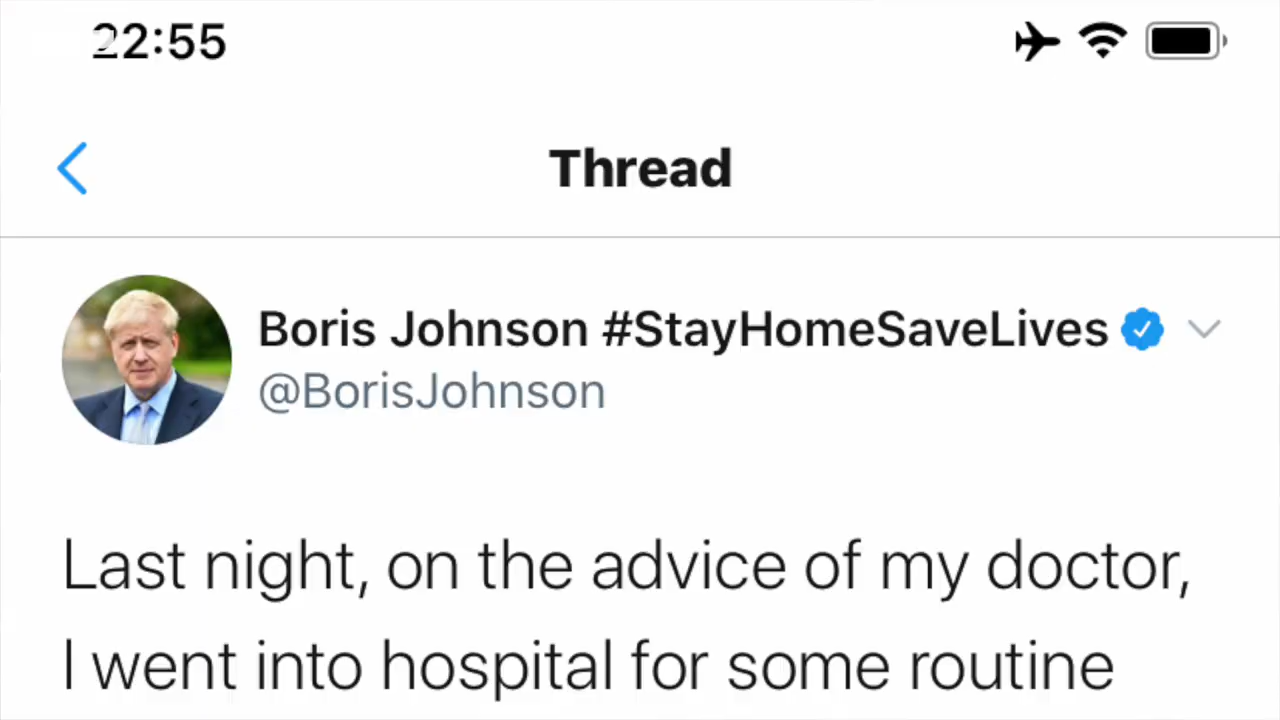 22:55
Thread
Boris Johnson #StayHomeSaveLives
@BorisJohnson
Last night, on the advice of my doctor,
I went into hospital for some routine